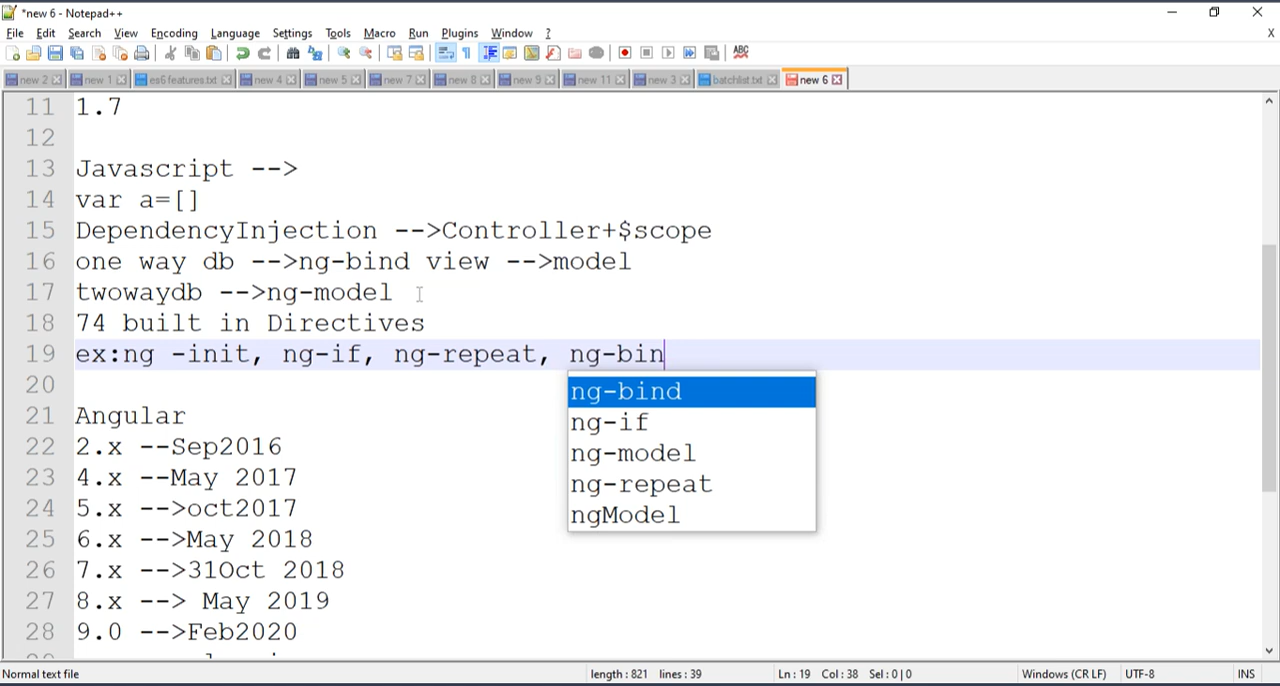 *new 6 - Notepad++
File Edit Search View Encoding Language Settings Tools Macro Run Plugins Window ? X
new 2 new 1 es6 features.txt new 4 new 5 new 7 new 8 new 9 new 11 new 3 batchlist.txt new 6
11 1.7
12
13 Javascript -->
14 var a=[]
15 DependencyInjection -->Controller+$scope
16 one way db -->ng-bind view -->model
17 twowaydb -->ng-model
18 74 built in Directives
19 ex:ng -init, ng-if, ng-repeat, ng-bin
20
ng-bind
ng-if
ng-model
ng-repeat
ngModel
21 Angular
22 2.x --Sep2016
23 4.x --May 2017
24 5.x -->oct2017
25 6.x -->May 2018
26 7.x -->31Oct 2018
27 8.x --> May 2019
28 9.0 -->Feb2020
Normal text file length : 821 lines : 39 Ln : 19 Col : 38 Sel : 0 | 0 Windows (CR LF) UTF-8 INS